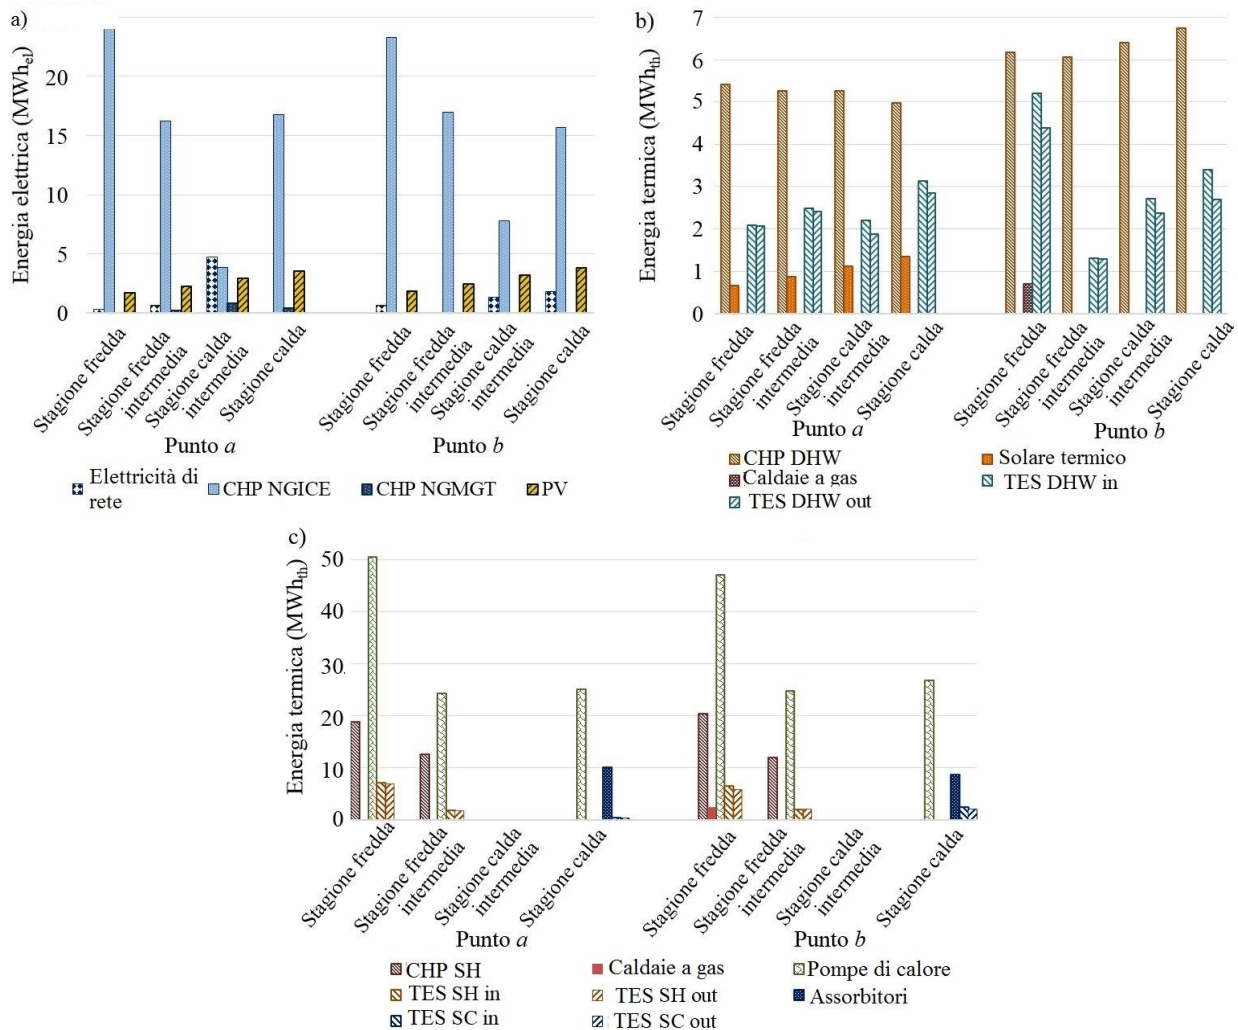 a)
Energia elettrica (MWhel)
20
15
10
5
0
Stagione fredda
Stagione fredda
intermedia
Stagione calda
intermedia
Stagione calda
Stagione fredda
Stagione fredda
intermedia
Stagione calda
intermedia
Stagione calda
Punto a
Punto b
Elettricità di
rete
CHP NGICE
CHP NGMGT
PV
b)
Energia termica (MWhth)
7
6
5
4
3
2
1
0
Stagione fredda
Stagione fredda
intermedia
Stagione calda
intermedia
Stagione calda
Stagione fredda
Stagione fredda
intermedia
Stagione calda
intermedia
Stagione calda
Punto a
Punto b
CHP DHW
Solare termico
Caldaie a gas
TES DHW in
TES DHW out
c)
Energia termica (MWhth)
50
40
30
20
10
0
Stagione fredda
Stagione fredda
intermedia
Stagione calda
intermedia
Stagione calda
Stagione fredda
Stagione fredda
intermedia
Stagione calda
intermedia
Stagione calda
Punto a
Punto b
CHP SH
Caldaie a gas
Pompe di calore
TES SH in
TES SH out
Assorbitori
TES SC in
TES SC out